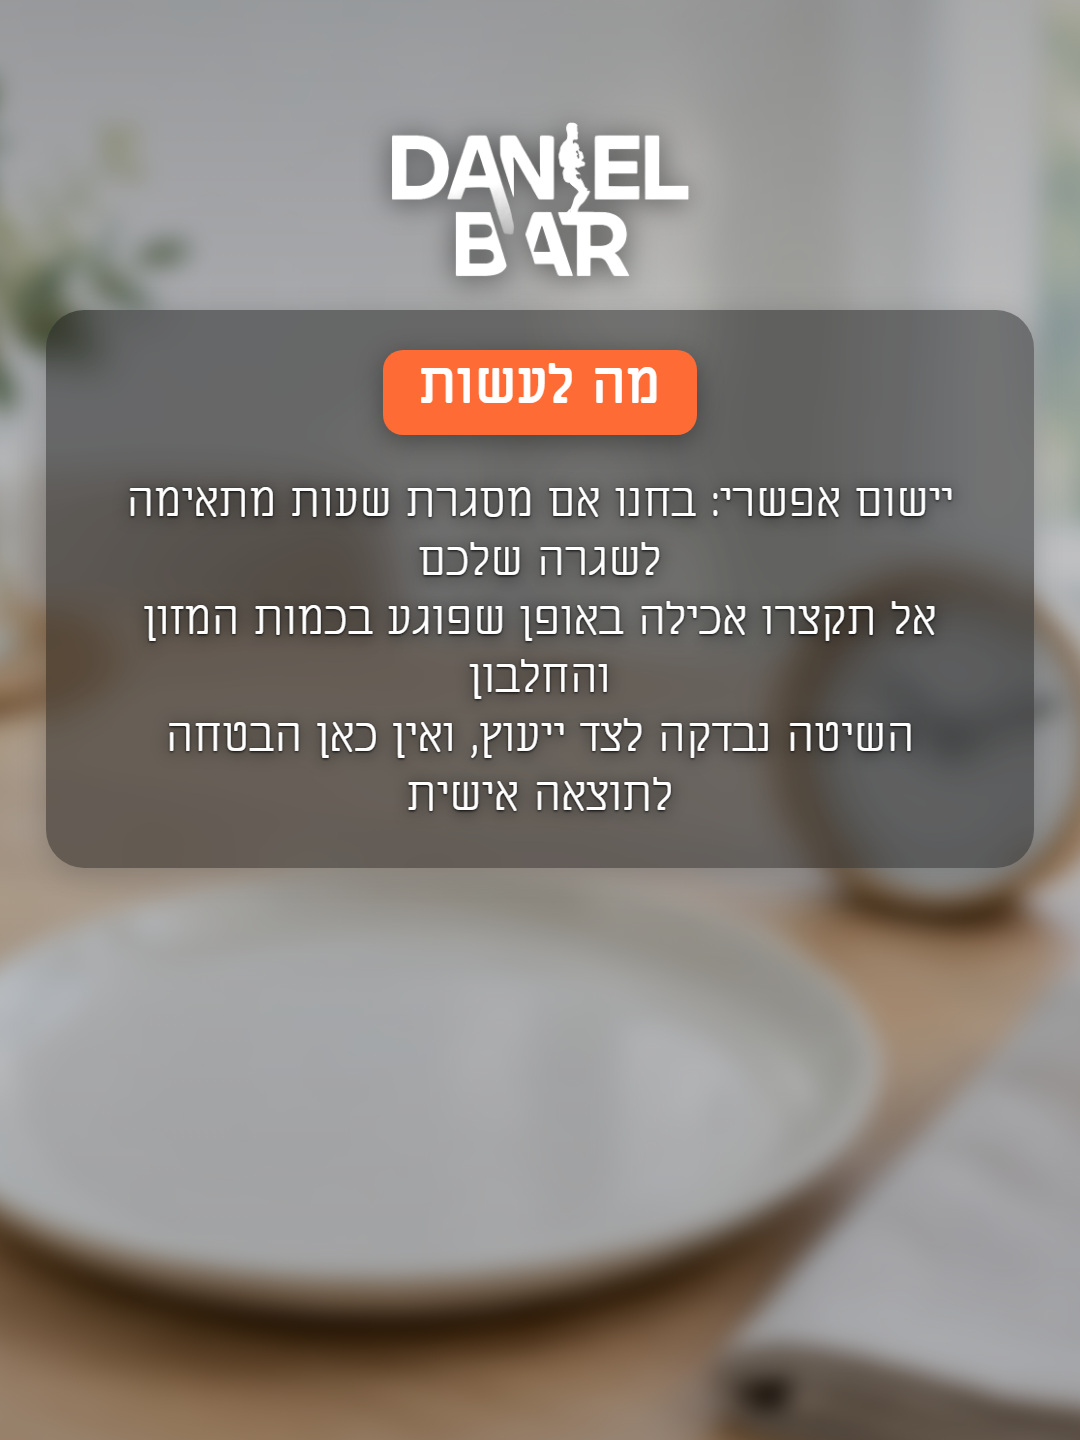 DANIEL
BAR
מה לעשות
יישום אפשרי: בחנו אם מסגרת שעות מתאימה
לשגרה שלכם
אל תקצרו אכילה באופן שפוגע בכמות המזון
והחלבון
השיטה נבדקה לצד ייעוץ, ואין כאן הבטחה
לתוצאה אישית